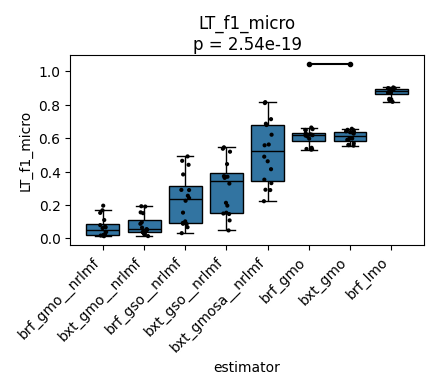 LT_f1_micro
p = 2.54e-19
LT_f1_micro
1.0
0.8
0.6
0.4
0.2
0.0
brf_gmo__nrlmf
bxt_gmo__nrlmf
brf_gso__nrlmf
bxt_gso__nrlmf
bxt_gmosa__nrlmf
brf_gmo
bxt_gmo
brf_lmo
estimator